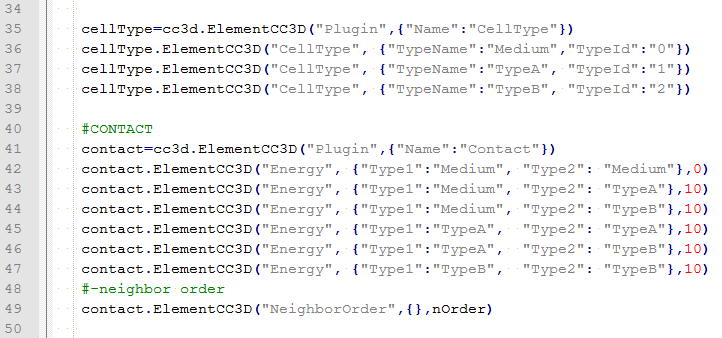 34
35 cellType=cc3d.ElementCC3D("Plugin",{"Name":"CellType"})
36 cellType.ElementCC3D("CellType", {"TypeName":"Medium","TypeId":"0"})
37 cellType.ElementCC3D("CellType", {"TypeName":"TypeA", "TypeId":"1"})
38 cellType.ElementCC3D("CellType", {"TypeName":"TypeB", "TypeId":"2"})
39
40 #CONTACT
41 contact=cc3d.ElementCC3D("Plugin",{"Name":"Contact"})
42 contact.ElementCC3D("Energy", {"Type1":"Medium", "Type2": "Medium"},0)
43 contact.ElementCC3D("Energy", {"Type1":"Medium", "Type2": "TypeA"},10)
44 contact.ElementCC3D("Energy", {"Type1":"Medium", "Type2": "TypeB"},10)
45 contact.ElementCC3D("Energy", {"Type1":"TypeA",  "Type2": "TypeA"},10)
46 contact.ElementCC3D("Energy", {"Type1":"TypeA",  "Type2": "TypeB"},10)
47 contact.ElementCC3D("Energy", {"Type1":"TypeB",  "Type2": "TypeB"},10)
48 #-neighbor order
49 contact.ElementCC3D("NeighborOrder",{},nOrder)
50